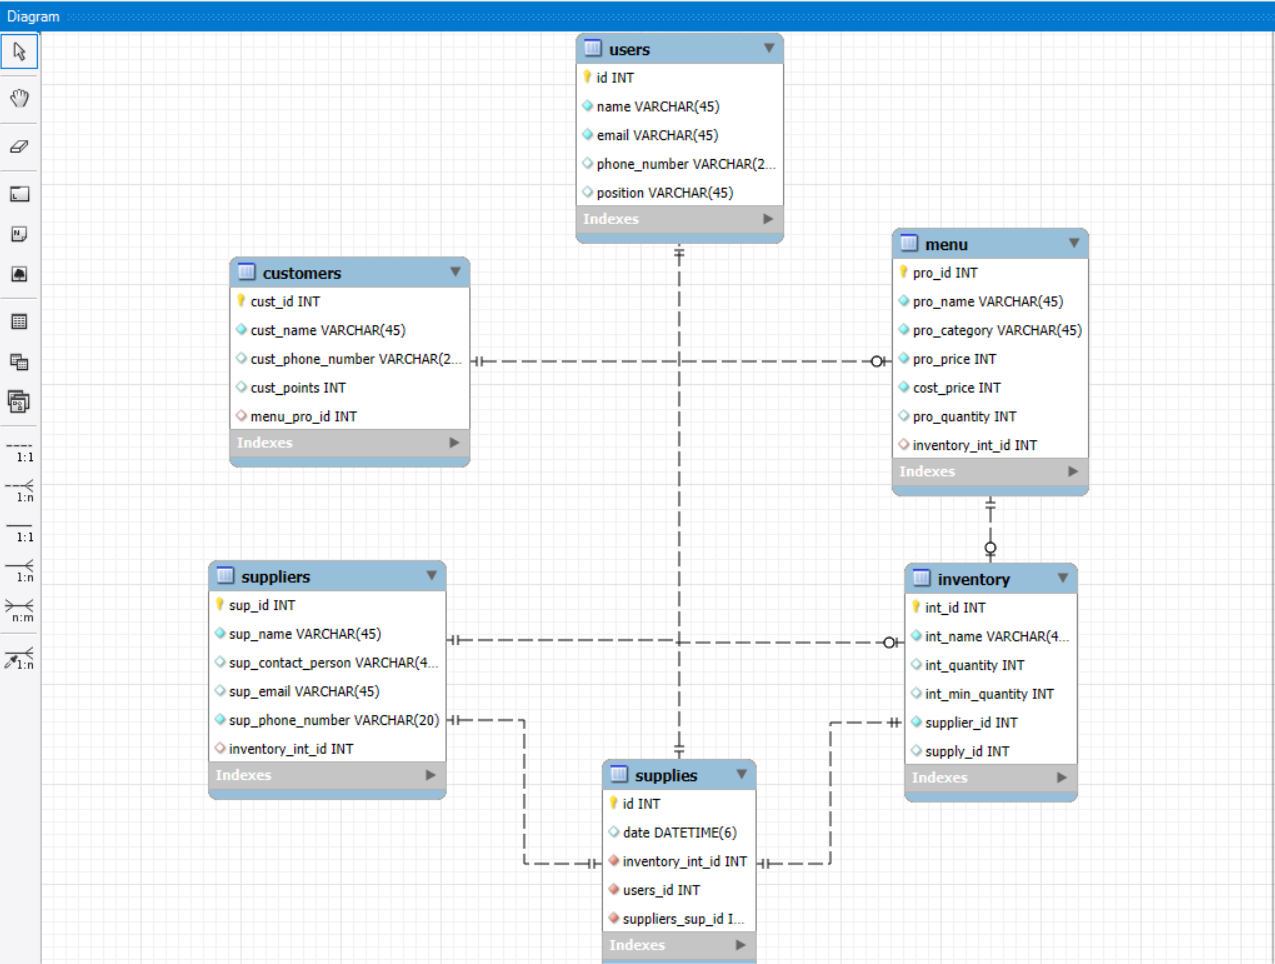 Diagram
users
id INT
name VARCHAR(45)
email VARCHAR(45)
phone_number VARCHAR(2...
position VARCHAR(45)
Indexes
customers
cust_id INT
cust_name VARCHAR(45)
cust_phone_number VARCHAR(2...
cust_points INT
menu_pro_id INT
Indexes
menu
pro_id INT
pro_name VARCHAR(45)
pro_category VARCHAR(45)
pro_price INT
cost_price INT
pro_quantity INT
inventory_int_id INT
Indexes
1:1
1:n
1:1
1:n
n:m
1:n
suppliers
sup_id INT
sup_name VARCHAR(45)
sup_contact_person VARCHAR(4...
sup_email VARCHAR(45)
sup_phone_number VARCHAR(20)
inventory_int_id INT
Indexes
inventory
int_id INT
int_name VARCHAR(4...
int_quantity INT
int_min_quantity INT
supplier_id INT
supply_id INT
Indexes
supplies
id INT
date DATETIME(6)
inventory_int_id INT
users_id INT
suppliers_sup_id I...
Indexes